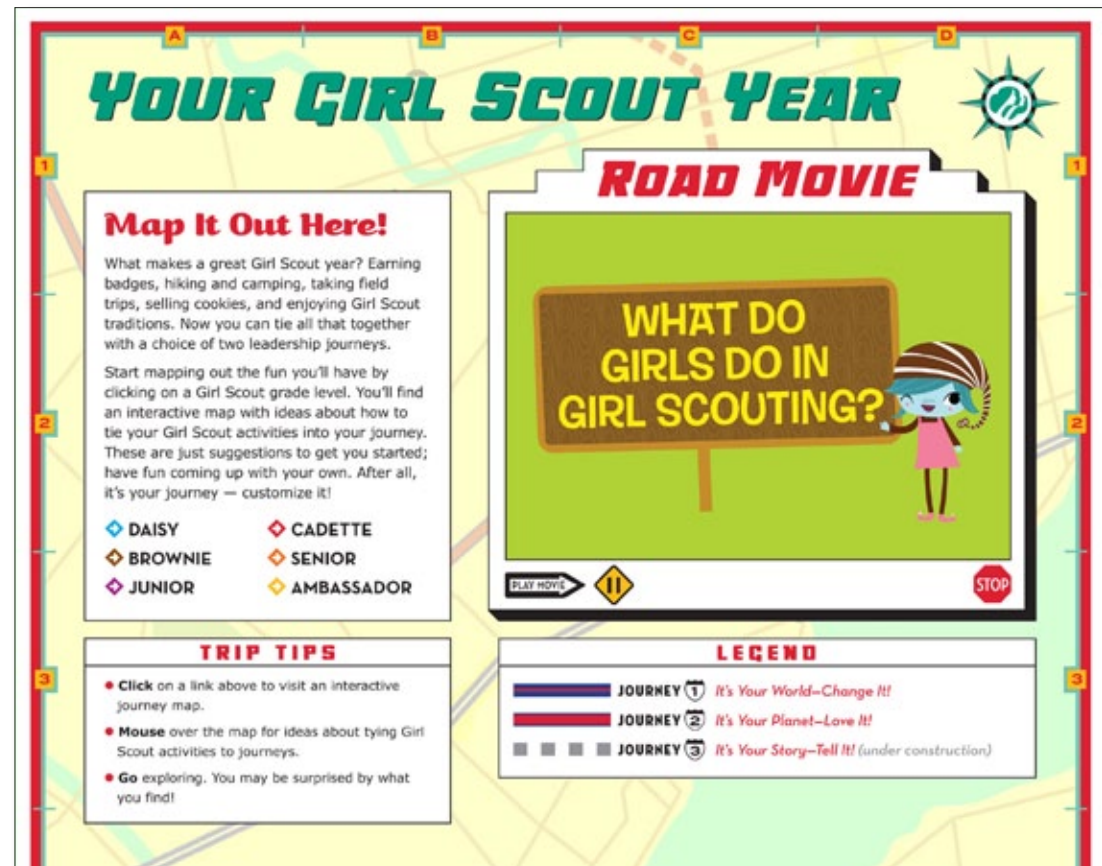 A B C D
YOUR GIRL SCOUT YEAR
1 1
ROAD MOVIE
Map It Out Here!
What makes a great Girl Scout year? Earning
badges, hiking and camping, taking field
trips, selling cookies, and enjoying Girl Scout
traditions. Now you can tie all that together
with a choice of two leadership journeys.
Start mapping out the fun you'll have by
clicking on a Girl Scout grade level. You'll find
an interactive map with ideas about how to
tie your Girl Scout activities into your journey.
These are just suggestions to get you started;
have fun coming up with your own. After all,
it's your journey — customize it!
DAISY
BROWNIE
JUNIOR
CADETTE
SENIOR
AMBASSADOR
WHAT DO
GIRLS DO IN
GIRL SCOUTING?
2 2
PLAY MOVIE
STOP
TRIP TIPS
• Click on a link above to visit an interactive
journey map.
• Mouse over the map for ideas about tying Girl
Scout activities to journeys.
• Go exploring. You may be surprised by what
you find!
LEGEND
JOURNEY 1 It's Your World—Change It!
JOURNEY 2 It's Your Planet—Love It!
JOURNEY 3 It's Your Story—Tell It! (under construction)
3 3